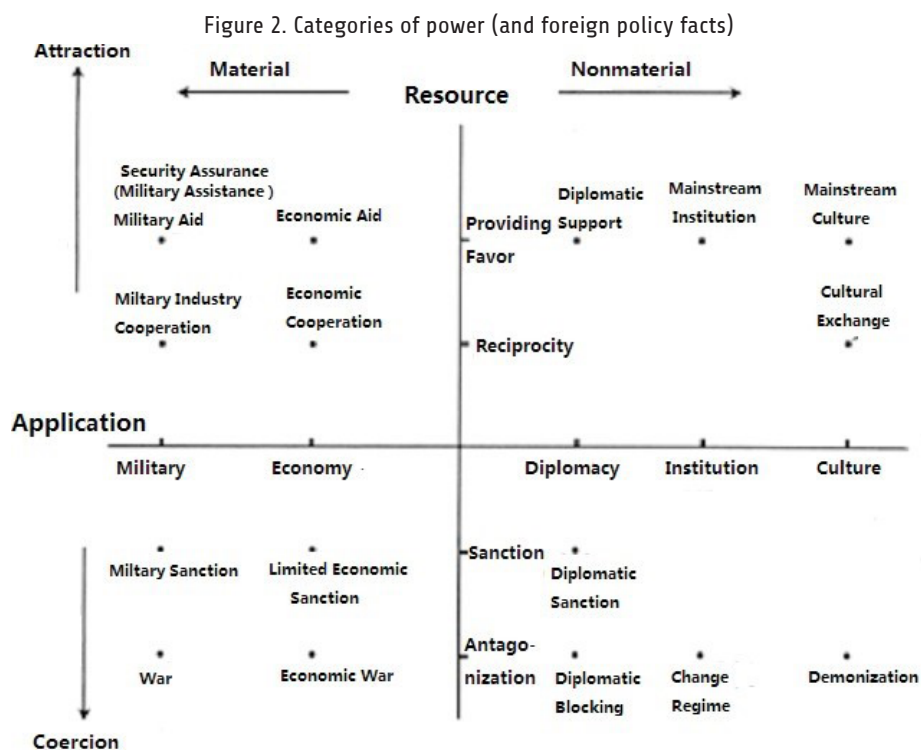 Figure 2. Categories of power (and foreign policy facts)
Attraction
Material
Nonmaterial
Resource
Security Assurance
(Military Assistance )
Military Aid
Economic Aid
Providing
Favor
Diplomatic
Support
Mainstream
Institution
Mainstream
Culture
Miltary Industry
Cooperation
Economic
Cooperation
Reciprocity
Cultural
Exchange
Application
Military
Economy
Diplomacy
Institution
Culture
Miltary Sanction
Limited Economic
Sanction
Sanction
Diplomatic
Sanction
War
Economic War
Antago-
nization
Diplomatic
Blocking
Change
Regime
Demonization
Coercion